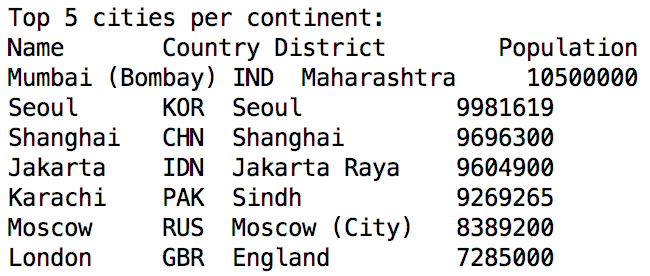 Top 5 cities per continent:
Name Country District Population
Mumbai (Bombay) IND Maharashtra 10500000
Seoul KOR Seoul 9981619
Shanghai CHN Shanghai 9696300
Jakarta IDN Jakarta Raya 9604900
Karachi PAK Sindh 9269265
Moscow RUS Moscow (City) 8389200
London GBR England 7285000